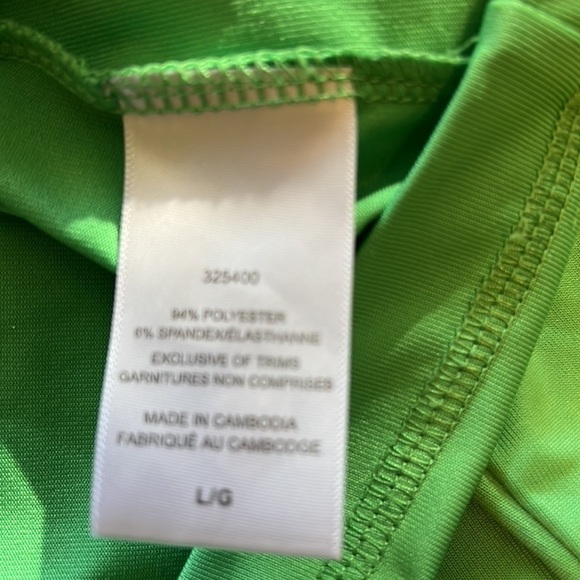 325400
94% POLYESTER
6% SPANDEX/ÉLASTHANNE
EXCLUSIVE OF TRIMS
GARNITURES NON COMPRISES
MADE IN CAMBODIA
FABRIQUÉ AU CAMBODGE
L/G